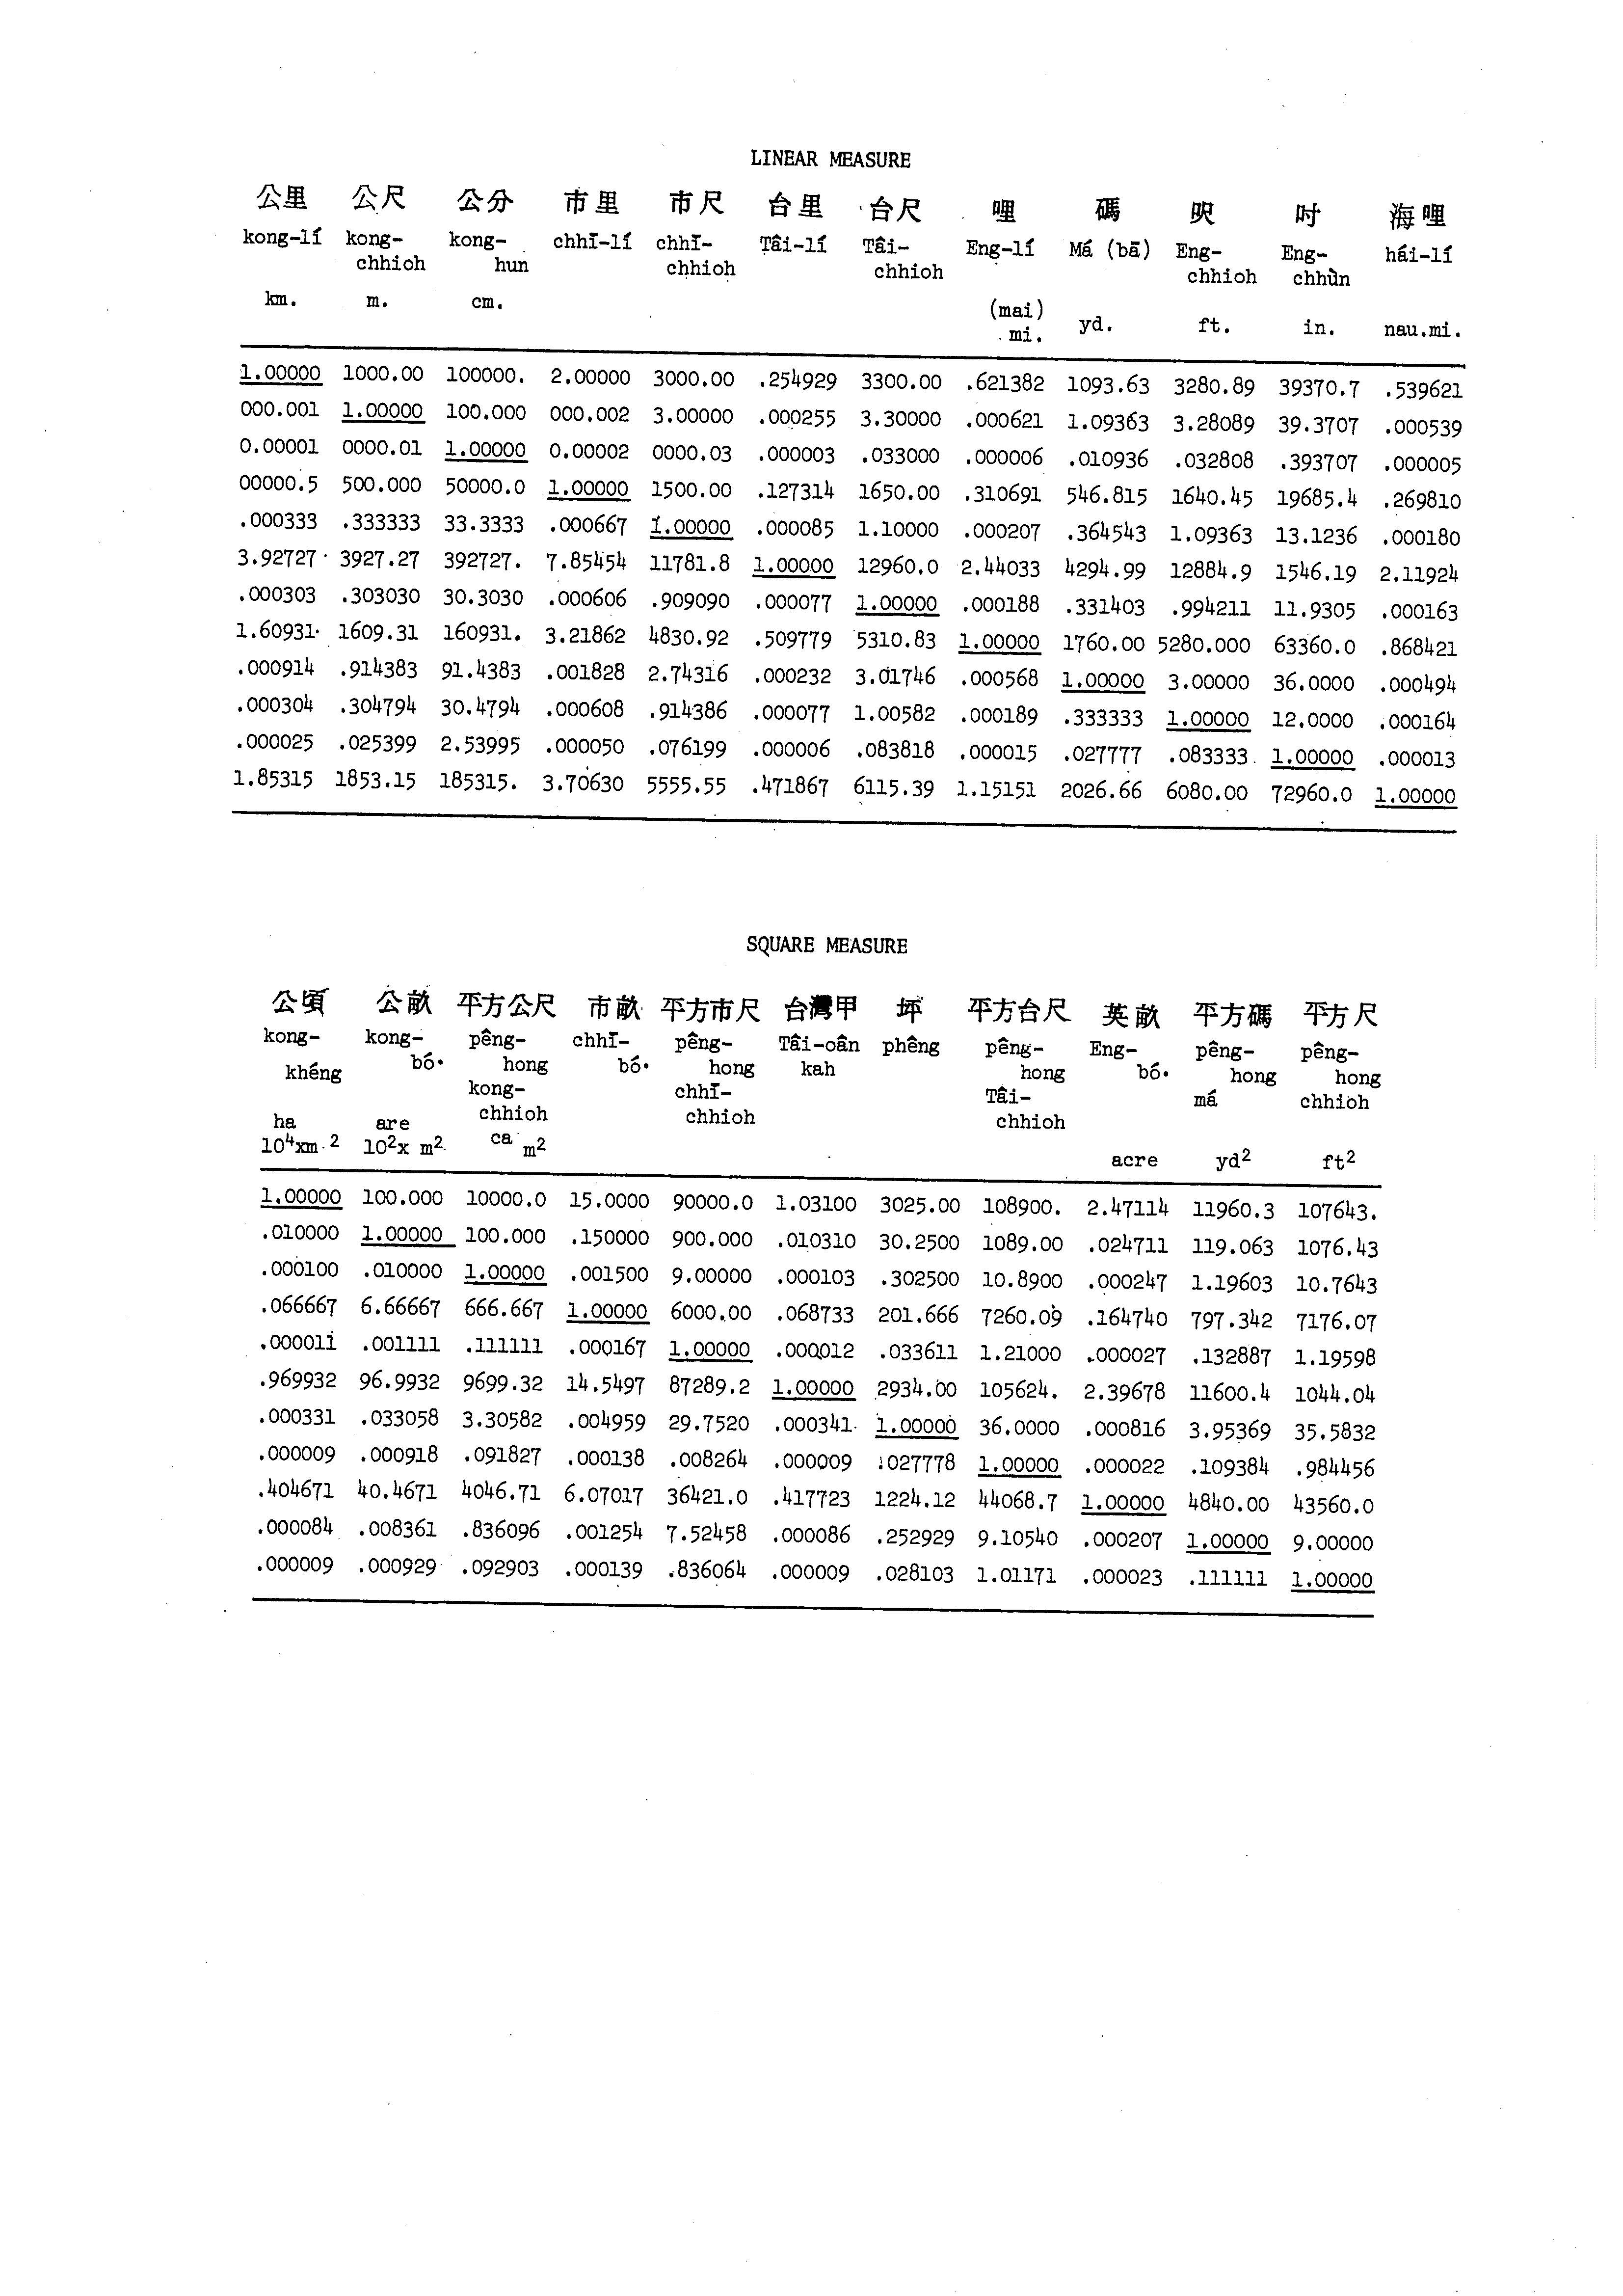 LINEAR MEASURE
公里 公尺 公分 市里 市尺 台里 台尺 哩 碼 呎 吋 海哩
kong-lí kong- kong- chhī-lí chhī- Tâi-lí Tâi- Eng-lí Má (bā) Eng- Eng- hái-lí
chhioh hun chhioh chhioh chhioh chhùn
km. m. cm. (mai)
mi. yd. ft. in. nau.mi.
1.00000 1000.00 100000. 2.00000 3000.00 .254929 3300.00 .621382 1093.63 3280.89 39370.7 .539621
000.001 1.00000 100.000 000.002 3.00000 .000255 3.30000 .000621 1.09363 3.28089 39.3707 .000539
0.00001 0000.01 1.00000 0.00002 0000.03 .000003 .033000 .000006 .010936 .032808 .393707 .000005
00000.5 500.000 50000.0 1.00000 1500.00 .127314 1650.00 .310691 546.815 1640.45 19685.4 .269810
.000333 .333333 33.3333 .000667 1.00000 .000085 1.10000 .000207 .364543 1.09363 13.1236 .000180
3.92727 3927.27 392727. 7.85454 11781.8 1.00000 12960.0 2.44033 4294.99 12884.9 1546.19 2.11924
.000303 .303030 30.3030 .000606 .909090 .000077 1.00000 .000188 .331403 .994211 11.9305 .000163
1.60931 1609.31 160931. 3.21862 4830.92 .509779 5310.83 1.00000 1760.00 5280.000 63360.0 .868421
.000914 .914383 91.4383 .001828 2.74316 .000232 3.01746 .000568 1.00000 3.00000 36.0000 .000494
.000304 .304794 30.4794 .000608 .914386 .000077 1.00582 .000189 .333333 1.00000 12.0000 .000164
.000025 .025399 2.53995 .000050 .076199 .000006 .083818 .000015 .027777 .083333 1.00000 .000013
1.85315 1853.15 185315. 3.70630 5555.55 .471867 6115.39 1.15151 2026.66 6080.00 72960.0 1.00000
SQUARE MEASURE
公頃 公畝 平方公尺 市畝 平方市尺 台灣甲 坪 平方台尺 英畝 平方碼 平方尺
kong- kong- pêng- chhī- pêng- Tâi-oân phêng pêng- Eng- pêng- pêng-
khéng bó͘ hong bó͘ hong kah hong bó͘ hong hong
kong- chhī- Tâi- má chhioh
chhioh chhioh chhioh
ha are ca m²
10⁴xm.² 10²x m² acre yd² ft²
1.00000 100.000 10000.0 15.0000 90000.0 1.03100 3025.00 108900. 2.47114 11960.3 107643.
.010000 1.00000 100.000 .150000 900.000 .010310 30.2500 1089.00 .024711 119.063 1076.43
.000100 .010000 1.00000 .001500 9.00000 .000103 .302500 10.8900 .000247 1.19603 10.7643
.066667 6.66667 666.667 1.00000 6000.00 .068733 201.666 7260.09 .164740 797.342 7176.07
.000011 .001111 .111111 .000167 1.00000 .000012 .033611 1.21000 .000027 .132887 1.19598
.969932 96.9932 9699.32 14.5497 87289.2 1.00000 2934.00 105624. 2.39678 11600.4 1044.04
.000331 .033058 3.30582 .004959 29.7520 .000341 1.00000 36.0000 .000816 3.95369 35.5832
.000009 .000918 .091827 .000138 .008264 .000009 .027778 1.00000 .000022 .109384 .984456
.404671 40.4671 4046.71 6.07017 36421.0 .417723 1224.12 44068.7 1.00000 4840.00 43560.0
.000084 .008361 .836096 .001254 7.52458 .000086 .252929 9.10540 .000207 1.00000 9.00000
.000009 .000929 .092903 .000139 .836064 .000009 .028103 1.01171 .000023 .111111 1.00000